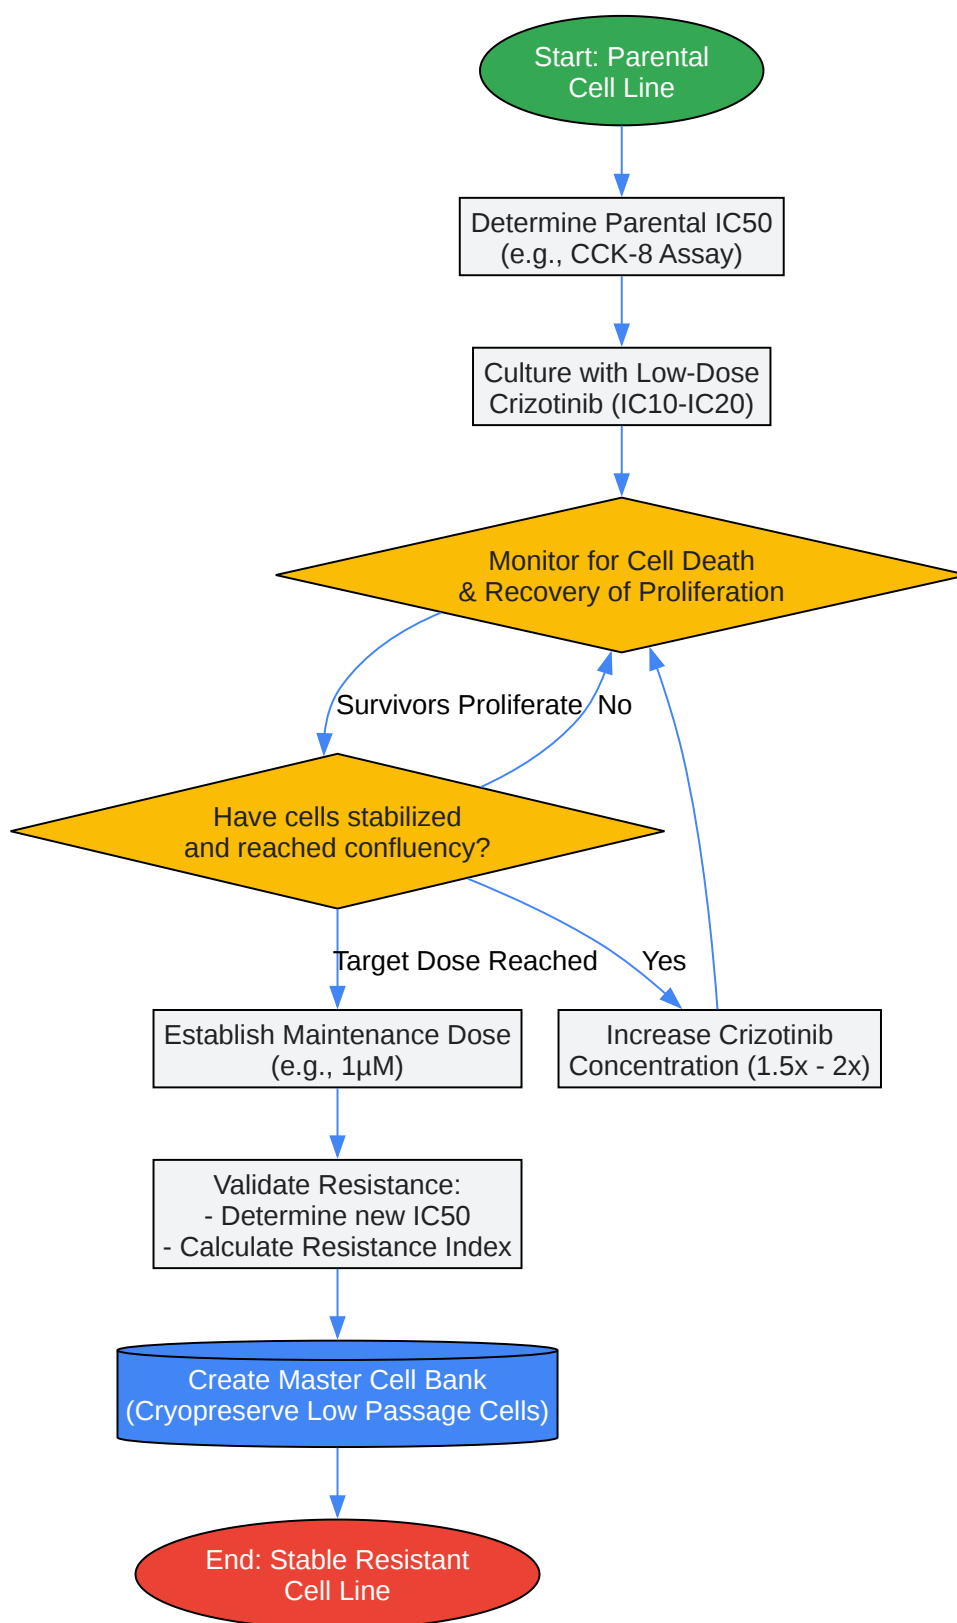 Start: Parental
Cell Line
Determine Parental IC50
(e.g., CCK-8 Assay)
Culture with Low-Dose
Crizotinib (IC10-IC20)
Monitor for Cell Death
& Recovery of Proliferation
Survivors Proliferate
No
Have cells stabilized
and reached confluency?
Target Dose Reached
Yes
Establish Maintenance Dose
(e.g., 1µM)
Increase Crizotinib
Concentration (1.5x - 2x)
Validate Resistance:
- Determine new IC50
- Calculate Resistance Index
Create Master Cell Bank
(Cryopreserve Low Passage Cells)
End: Stable Resistant
Cell Line